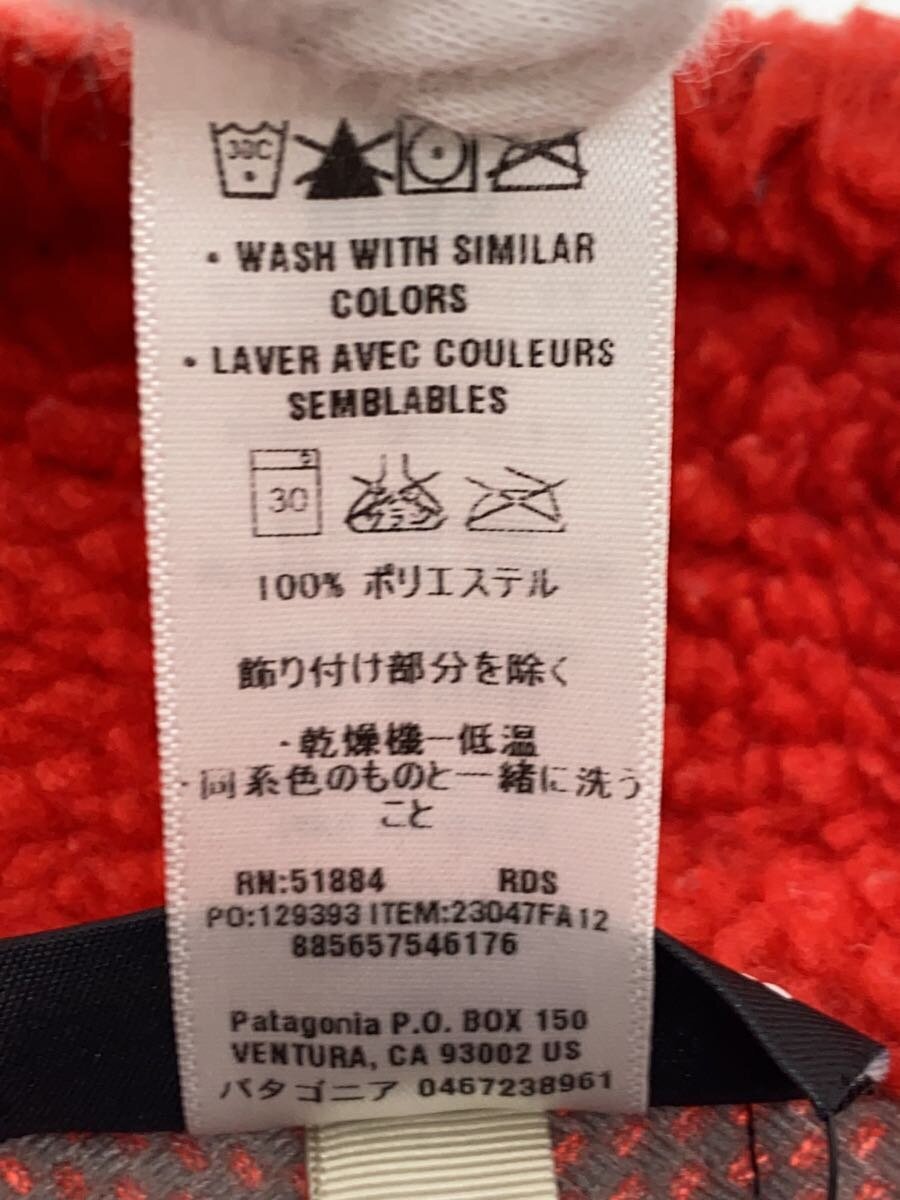 30C
• WASH WITH SIMILAR
COLORS
• LAVER AVEC COULEURS
SEMBLABLES
30
100% ポリエステル
飾り付け部分を除く
・乾燥機ー低温
・同系色のものと一緒に洗う
こと
RN:51884 RDS
PO:129393 ITEM:23047FA12
885657546176
Patagonia P.O. BOX 150
VENTURA, CA 93002 US
パタゴニア 0467238961